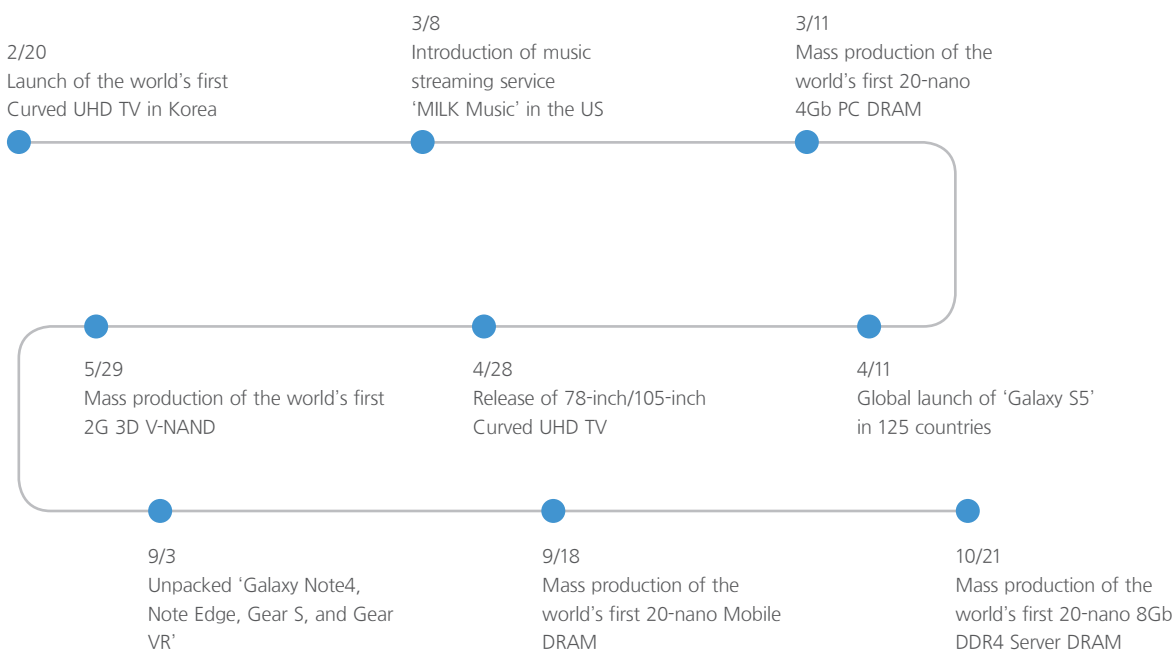 2/20
Launch of the world’s first
Curved UHD TV in Korea
3/8
Introduction of music
streaming service
‘MILK Music’ in the US
3/11
Mass production of the
world’s first 20-nano
4Gb PC DRAM
4/11
Global launch of ‘Galaxy S5’
in 125 countries
4/28
Release of 78-inch/105-inch
Curved UHD TV
5/29
Mass production of the world’s first
2G 3D V-NAND
9/3
Unpacked ‘Galaxy Note4,
Note Edge, Gear S, and Gear
VR’
9/18
Mass production of the
world’s first 20-nano Mobile
DRAM
10/21
Mass production of the
world’s first 20-nano 8Gb
DDR4 Server DRAM